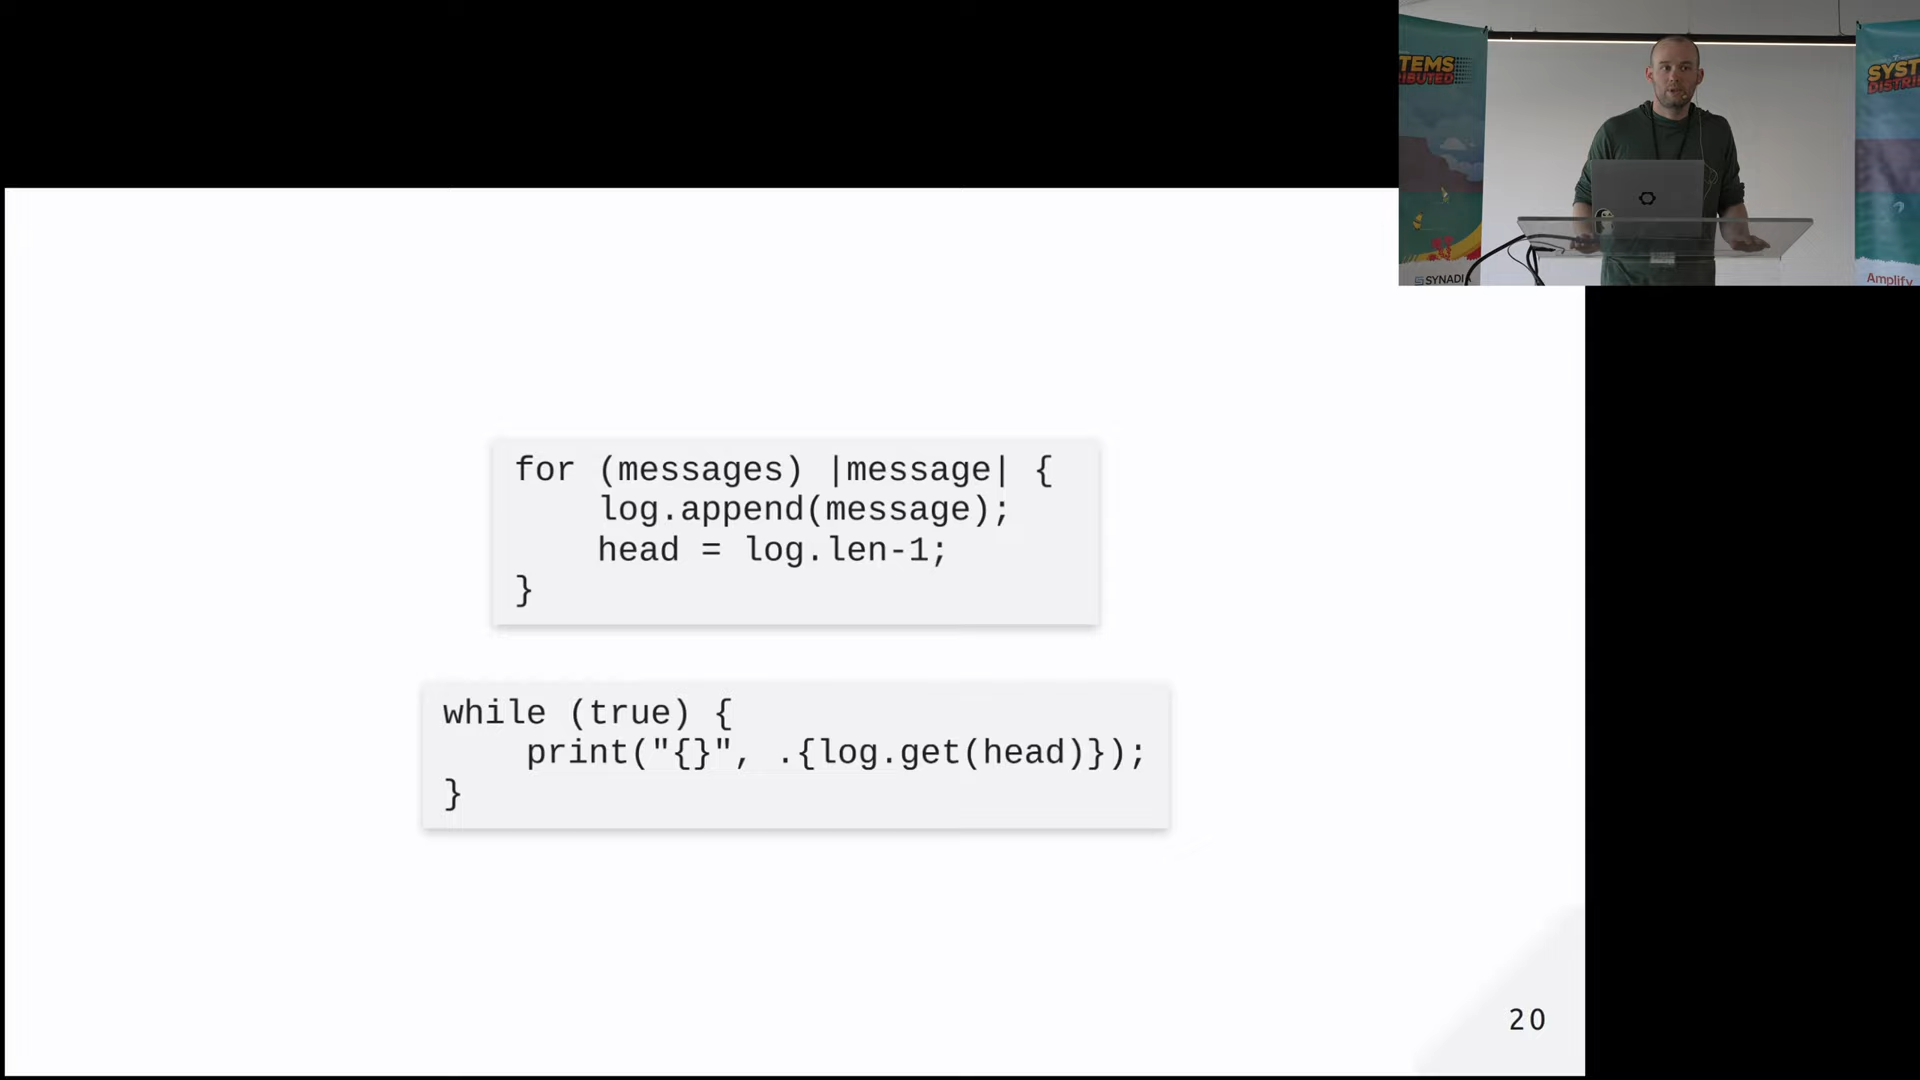 TEMS
IBUTED
SYST
DISTRI
SYNADI
Amplify
for (messages) |message| {
    log.append(message);
    head = log.len-1;
}
while (true) {
    print("{}", .{log.get(head)});
}
20